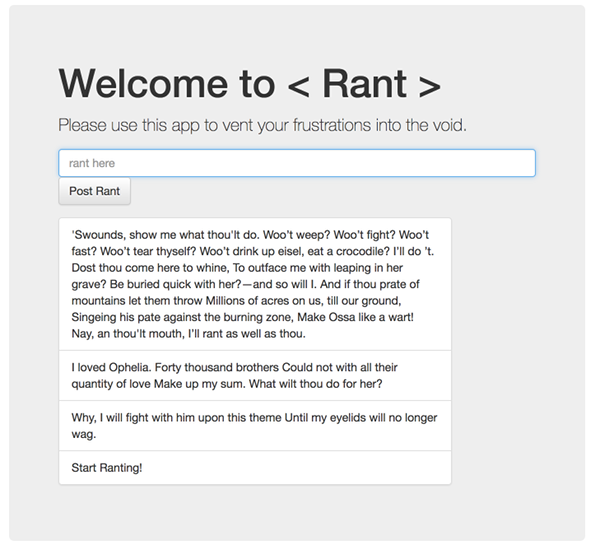 Welcome to < Rant >
Please use this app to vent your frustrations into the void.
rant here
Post Rant
'Swounds, show me what thou'lt do. Woo't weep? Woo’t fight? Woo’t
fast? Woo’t tear thyself? Woo’t drink up eisel, eat a crocodile? I’ll do ’t.
Dost thou come here to whine, To outface me with leaping in her
grave? Be buried quick with her?—and so will I. And if thou prate of
mountains let them throw Millions of acres on us, till our ground,
Singeing his pate against the burning zone, Make Ossa like a wart!
Nay, an thou'lt mouth, I’ll rant as well as thou.
I loved Ophelia. Forty thousand brothers Could not with all their
quantity of love Make up my sum. What wilt thou do for her?
Why, I will fight with him upon this theme Until my eyelids will no longer
wag.
Start Ranting!